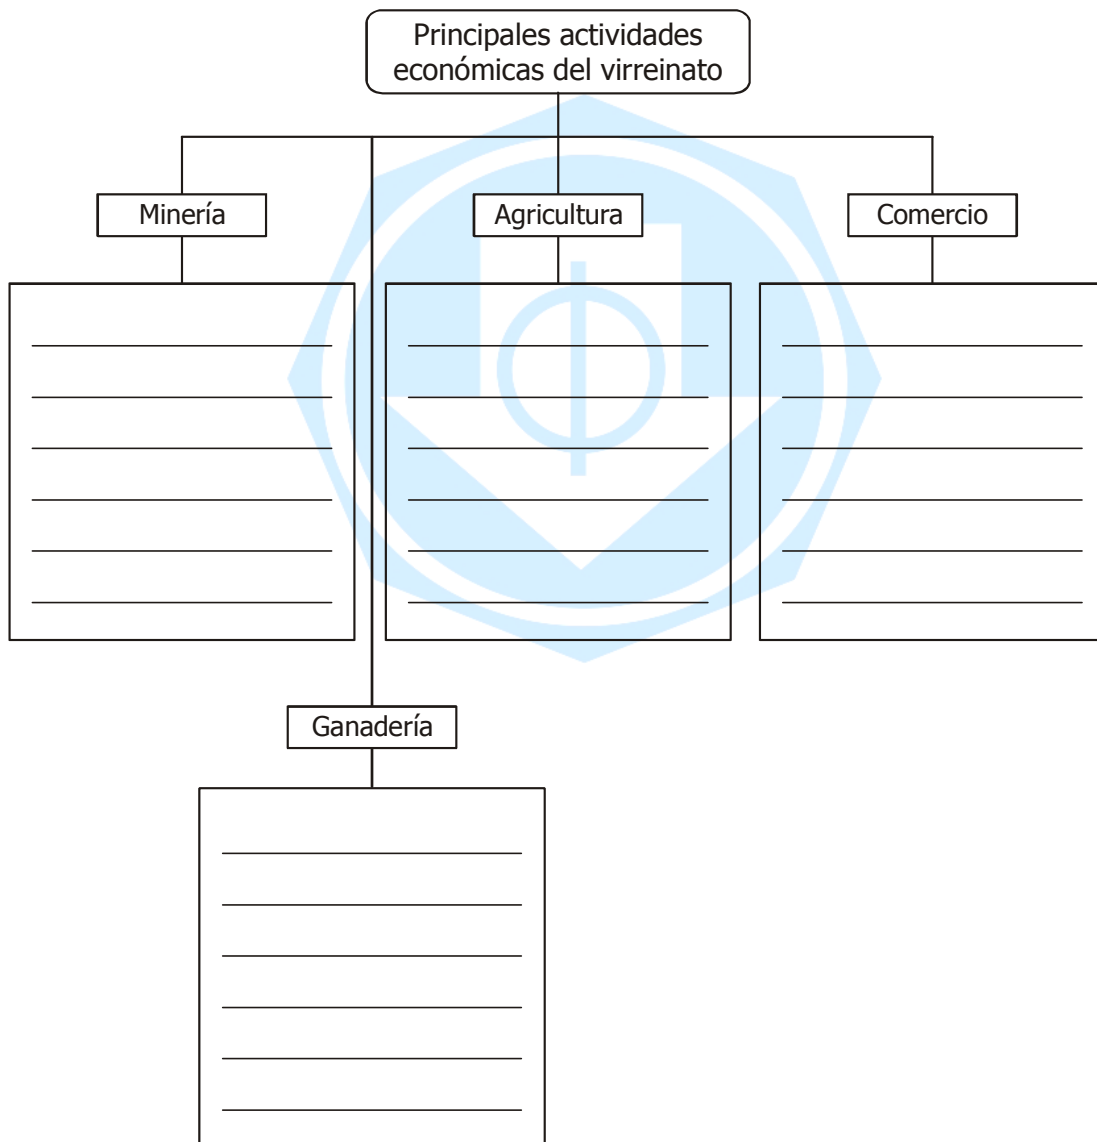 Principales actividades
económicas del virreinato
Minería
Agricultura
Comercio
Ganadería